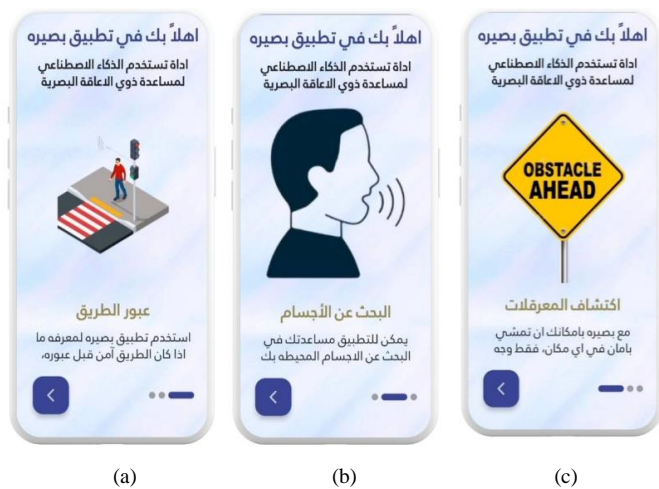 اهلاً بك في تطبيق بصيره
اداة تستخدم الذكاء الاصطناعي
لمساعدة ذوي الاعاقة البصرية
عبور الطريق
استخدم تطبيق بصيره لمعرفه ما
اذا كان الطريق آمن قبل عبوره،
(a)
اهلاً بك في تطبيق بصيره
اداة تستخدم الذكاء الاصطناعي
لمساعدة ذوي الاعاقة البصرية
البحث عن الأجسام
يمكن للتطبيق مساعدتك في
البحث عن الاجسام المحيطه بك
(b)
اهلاً بك في تطبيق بصيره
اداة تستخدم الذكاء الاصطناعي
لمساعدة ذوي الاعاقة البصرية
OBSTACLE
AHEAD
اكتشاف المعرقلات
مع بصيره بامكانك ان تمشي
بامان في اي مكان، فقط وجه
(c)